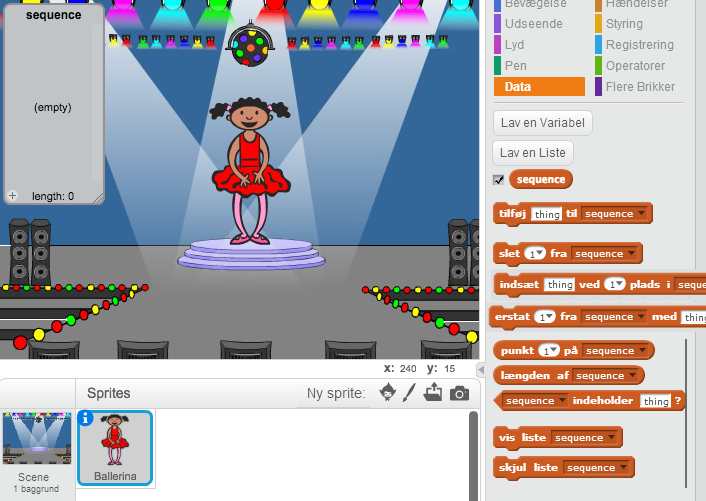 sequence
(empty)
+ length: 0
x: 240 y: 15
Sprites Ny sprite:
Scene
1 baggrund
i
Ballerina
Bevægelse Hændelser
Udseende Styring
Lyd Registrering
Pen Operatorer
Data Flere Brikker
Lav en Variabel
Lav en Liste
sequence
tilføj thing til sequence
slet 1 fra sequence
indsæt thing ved 1 plads i seque
erstat 1 fra sequence med thing
punkt 1 på sequence
længden af sequence
sequence indeholder thing ?
vis liste sequence
skjul liste sequence